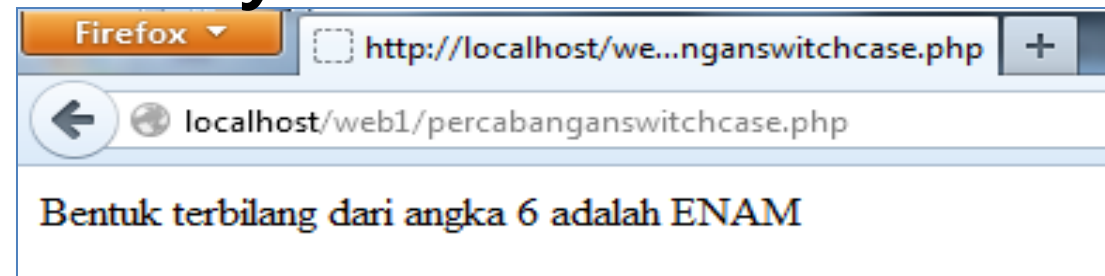 Firefox
http://localhost/we...nganswitchcase.php
localhost/web1/percabanganswitchcase.php
Bentuk terbilang dari angka 6 adalah ENAM